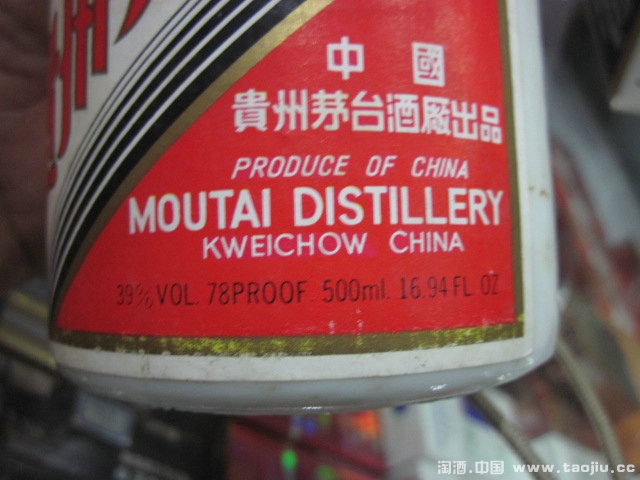 州
中國
貴州茅台酒廠出品
PRODUCE OF CHINA
MOUTAI DISTILLERY
KWEICHOW CHINA
39% VOL. 78PROOF. 500ml. 16.94 FL OZ
淘酒.中国 www.taojiu.cc